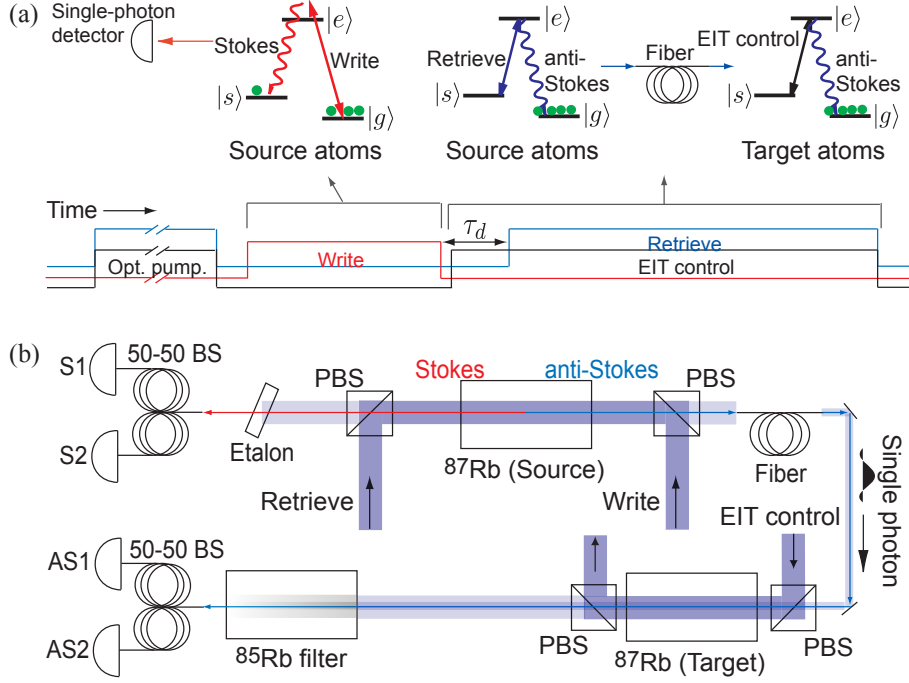 (a)
Single-photon
detector
Stokes
|e⟩
Write
|s⟩
|g⟩
Source atoms
|e⟩
Retrieve
anti-
Stokes
|s⟩
|g⟩
Source atoms
Fiber
EIT control
|e⟩
anti-
Stokes
|s⟩
|g⟩
Target atoms
Time
τd
Opt. pump.
Write
Retrieve
EIT control
(b)
S1
50-50 BS
S2
Etalon
PBS
Stokes
anti-Stokes
PBS
87Rb (Source)
Retrieve
Write
Fiber
Single photon
EIT control
AS1
50-50 BS
AS2
85Rb filter
PBS
87Rb (Target)
PBS